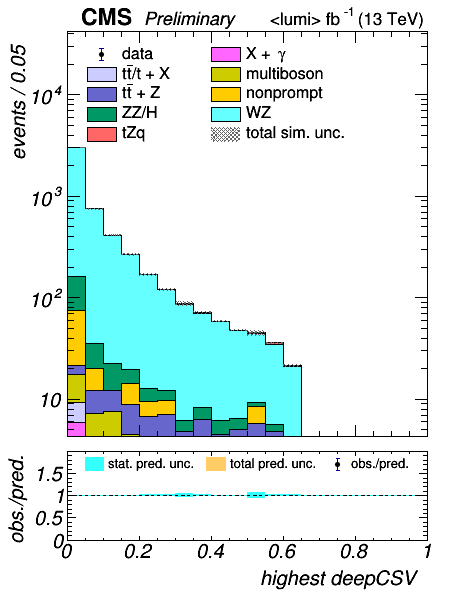 CMS Preliminary <lumi> fb⁻¹ (13 TeV)
events / 0.05
data
tt̄/t + X
tt̄ + Z
ZZ/H
tZq
X + γ
multiboson
nonprompt
WZ
total sim. unc.
10⁴
10³
10²
10
obs./pred.
stat. pred. unc. total pred. unc. obs./pred.
1.5
1
0.5
0
0 0.2 0.4 0.6 0.8 1
highest deepCSV